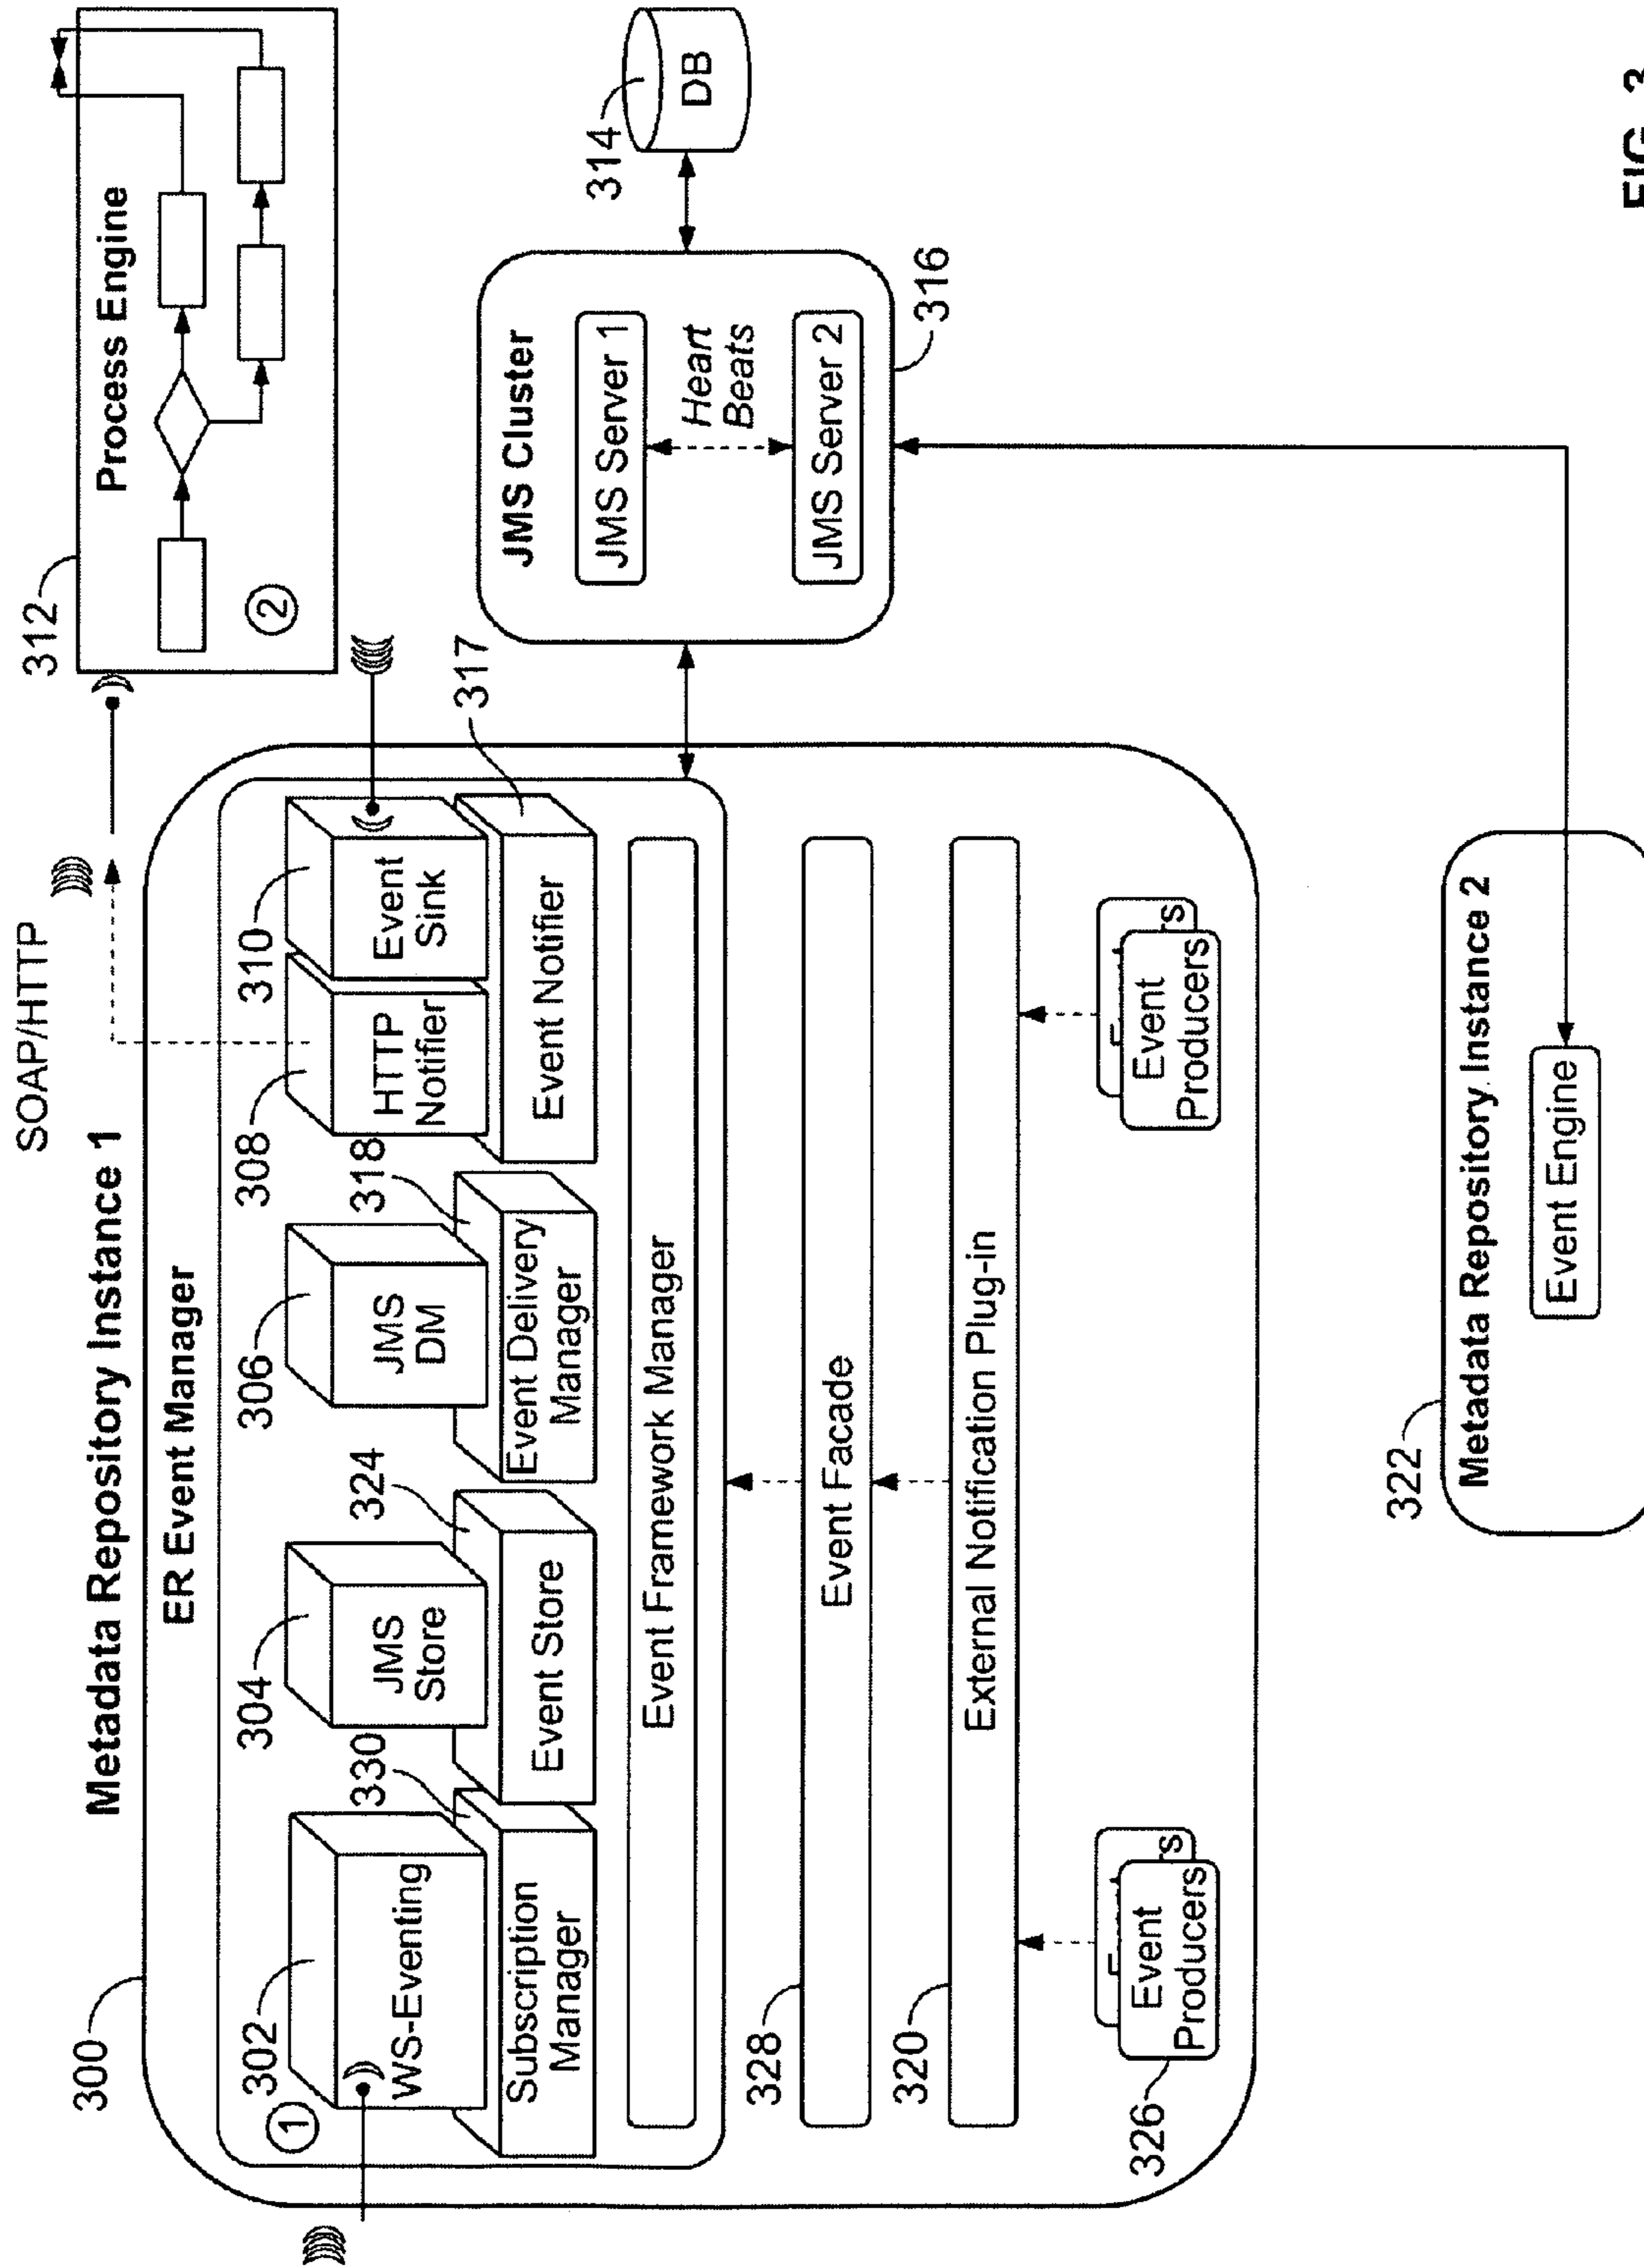 SOAP/HTTP
312
Process Engine
2
Metadata Repository Instance 1
300
ER Event Manager
1
302
WS-Eventing
330
Subscription
Manager
304
JMS
Store
324
Event Store
306
JMS
DM
318
Event Delivery
Manager
308
HTTP
Notifier
310
Event
Sink
317
Event Notifier
Event Framework Manager
328
Event Facade
320
External Notification Plug-in
326
Event
Producers
Event
Producers
JMS Cluster
JMS Server 1
Heart
Beats
JMS Server 2
316
314
DB
322
Metadata Repository Instance 2
Event Engine